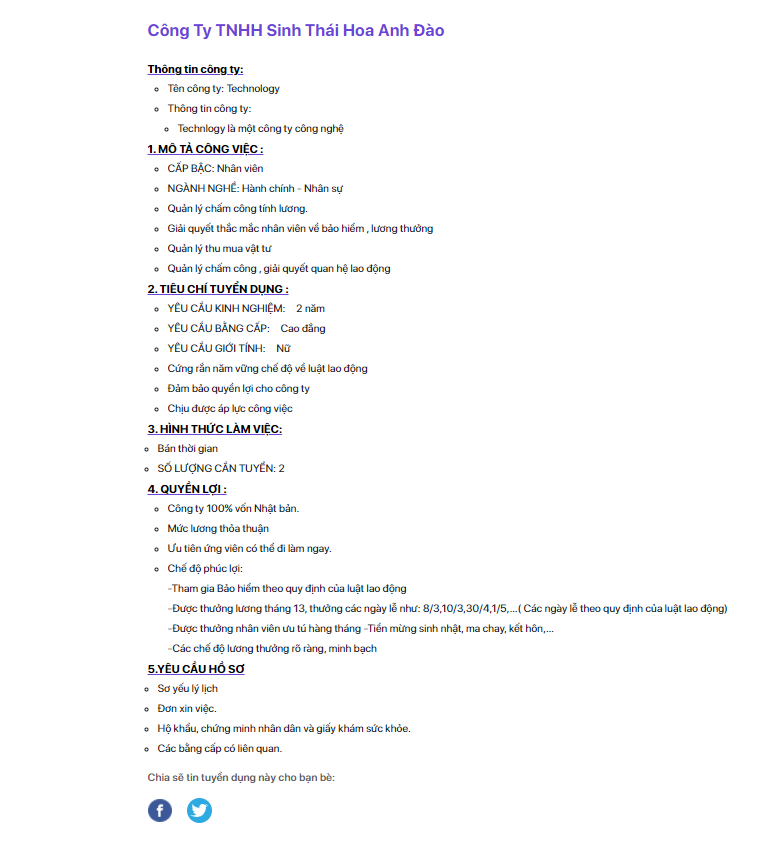 Công Ty TNHH Sinh Thái Hoa Anh Đào
Thông tin công ty:
Tên công ty: Technology
Thông tin công ty:
Technlogy là một công ty công nghệ
1. MÔ TẢ CÔNG VIỆC :
CẤP BẬC: Nhân viên
NGÀNH NGHỀ: Hành chính - Nhân sự
Quản lý chấm công tính lương.
Giải quyết thắc mắc nhân viên về bảo hiểm , lương thưởng
Quản lý thu mua vật tư
Quản lý chấm công , giải quyết quan hệ lao động
2. TIÊU CHÍ TUYỂN DỤNG :
YÊU CẦU KINH NGHIỆM: 2 năm
YÊU CẦU BẰNG CẤP: Cao đẳng
YÊU CẦU GIỚI TÍNH: Nữ
Cứng rắn năm vững chế độ về luật lao động
Đảm bảo quyền lợi cho công ty
Chịu được áp lực công việc
3. HÌNH THỨC LÀM VIỆC:
Bán thời gian
SỐ LƯỢNG CẦN TUYỂN: 2
4. QUYỀN LỢI :
Công ty 100% vốn Nhật bản.
Mức lương thỏa thuận
Ưu tiên ứng viên có thể đi làm ngay.
Chế độ phúc lợi:
-Tham gia Bảo hiểm theo quy định của luật lao động
-Được thưởng lương tháng 13, thưởng các ngày lễ như: 8/3,10/3,30/4,1/5,...( Các ngày lễ theo quy định của luật lao động)
-Được thưởng nhân viên ưu tú hàng tháng -Tiền mừng sinh nhật, ma chay, kết hôn,...
-Các chế độ lương thưởng rõ ràng, minh bạch
5.YÊU CẦU HỒ SƠ
Sơ yếu lý lịch
Đơn xin việc.
Hộ khẩu, chứng minh nhân dân và giấy khám sức khỏe.
Các bằng cấp có liên quan.
Chia sẽ tin tuyển dụng này cho bạn bè: